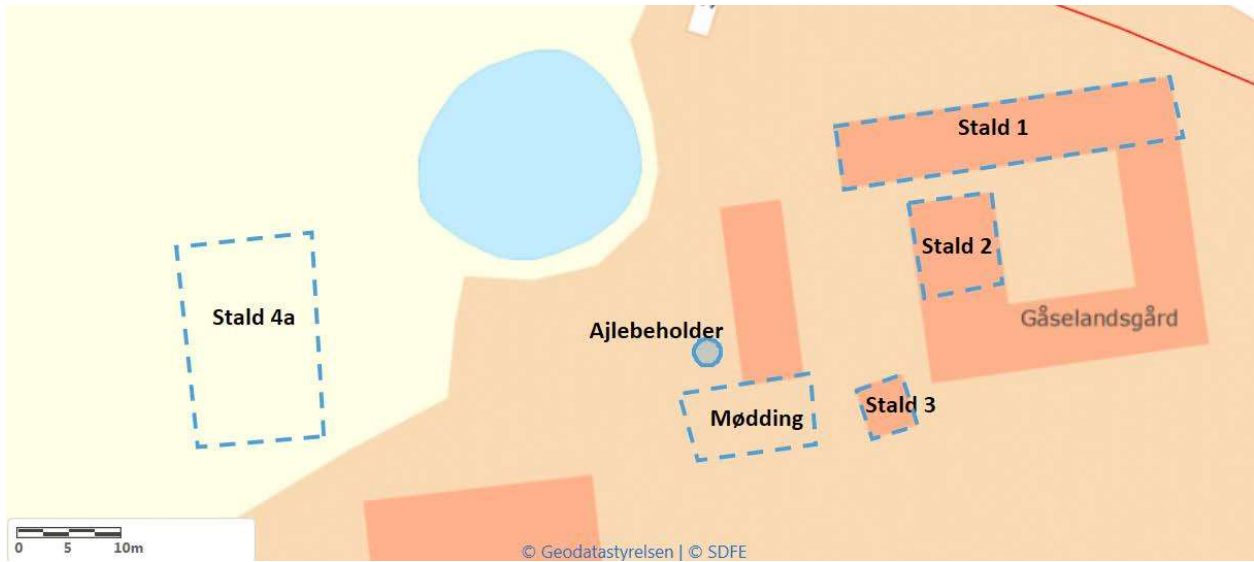 Stald 1
Stald 2
Stald 4a
Gåselandsgård
Ajlebeholder
Stald 3
Mødding
0 5 10m
© Geodatastyrelsen | © SDFE